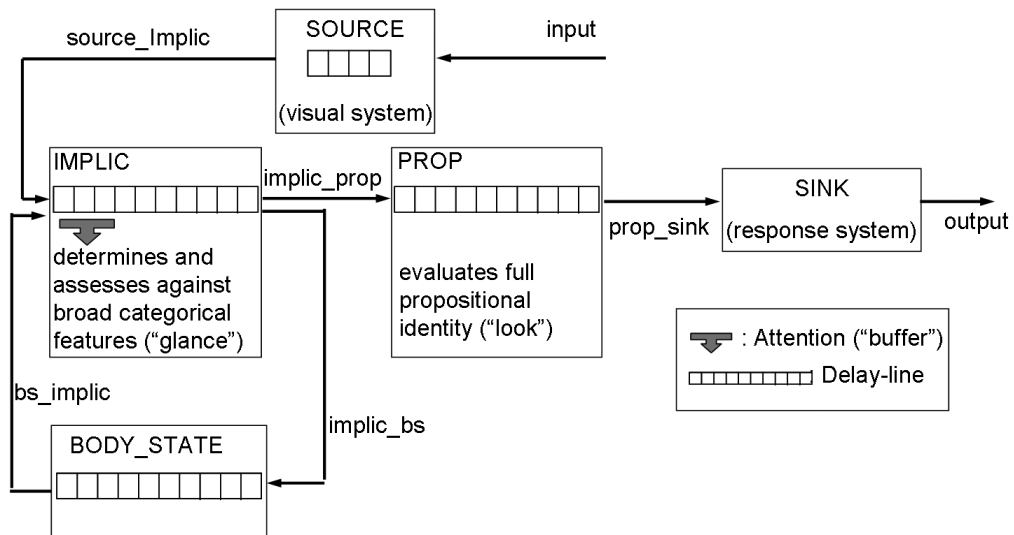 source_Implic
SOURCE
input
(visual system)
IMPLIC
implic_prop
PROP
SINK
(response system)
prop_sink
output
determines and
assesses against
broad categorical
features (“glance”)
evaluates full
propositional
identity (“look”)
: Attention (“buffer”)
Delay-line
bs_implic
implic_bs
BODY_STATE